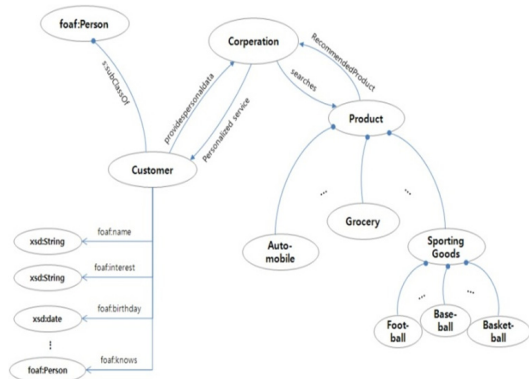 foaf:Person
Corperation
RecommendedProduct
s:subClassOf
providespersonaldata
Personalized service
searches
Product
Customer
...
...
Grocery
Auto-
mobile
Sporting
Goods
foaf:name
xsd:String
foaf:interest
xsd:String
foaf:birthday
xsd:date
...
foaf:knows
foaf:Person
...
...
Foot-
ball
Base-
ball
Basket-
ball